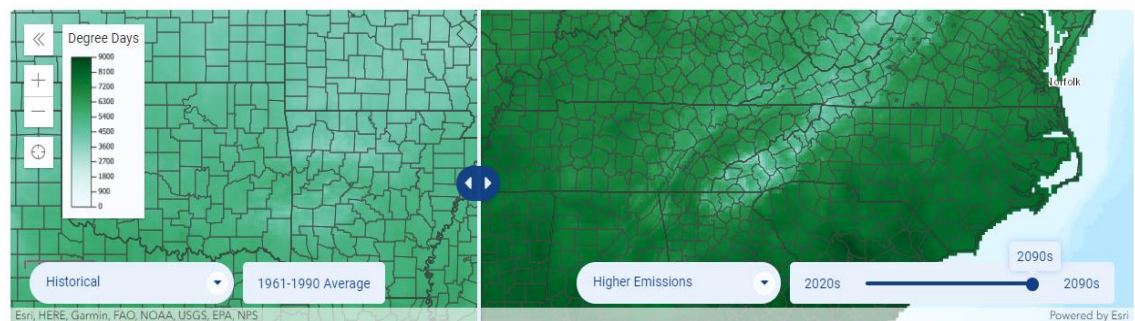 Degree Days
9000
8100
7200
6300
5400
4500
3600
2700
1800
900
0
Norfolk
2090s
Historical
1961-1990 Average
Higher Emissions
2020s
2090s
Esri, HERE, Garmin, FAO, NOAA, USGS, EPA, NPS
Powered by Esri